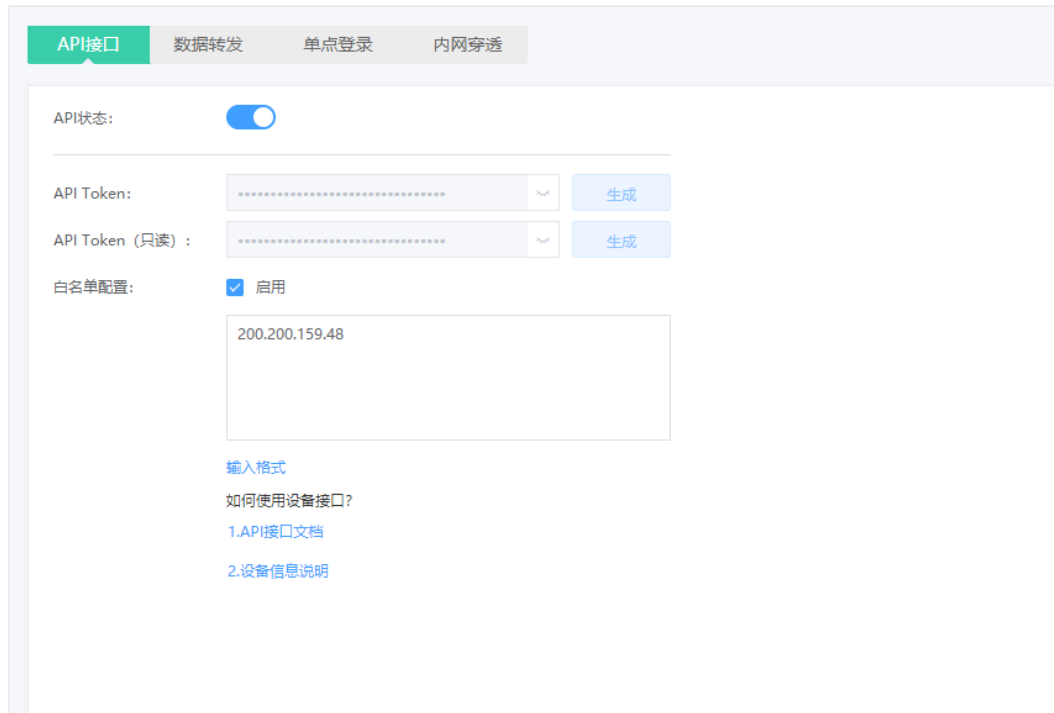 API接口 数据转发 单点登录 内网穿透
API状态:
API Token: •••••••••••••••••••••••••••••••• 生成
API Token（只读）: •••••••••••••••••••••••••••••••• 生成
白名单配置: 启用
200.200.159.48
输入格式
如何使用设备接口?
1.API接口文档
2.设备信息说明